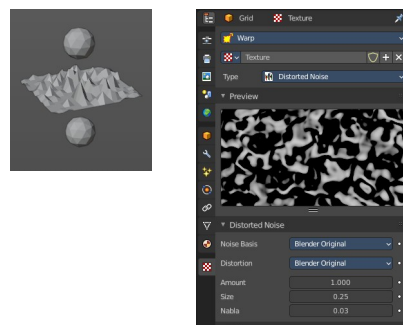 Grid Texture
Warp
Texture
Type Distorted Noise
Preview
Distorted Noise
Noise Basis Blender Original
Distortion Blender Original
Amount 1.000
Size 0.25
Nabla 0.03